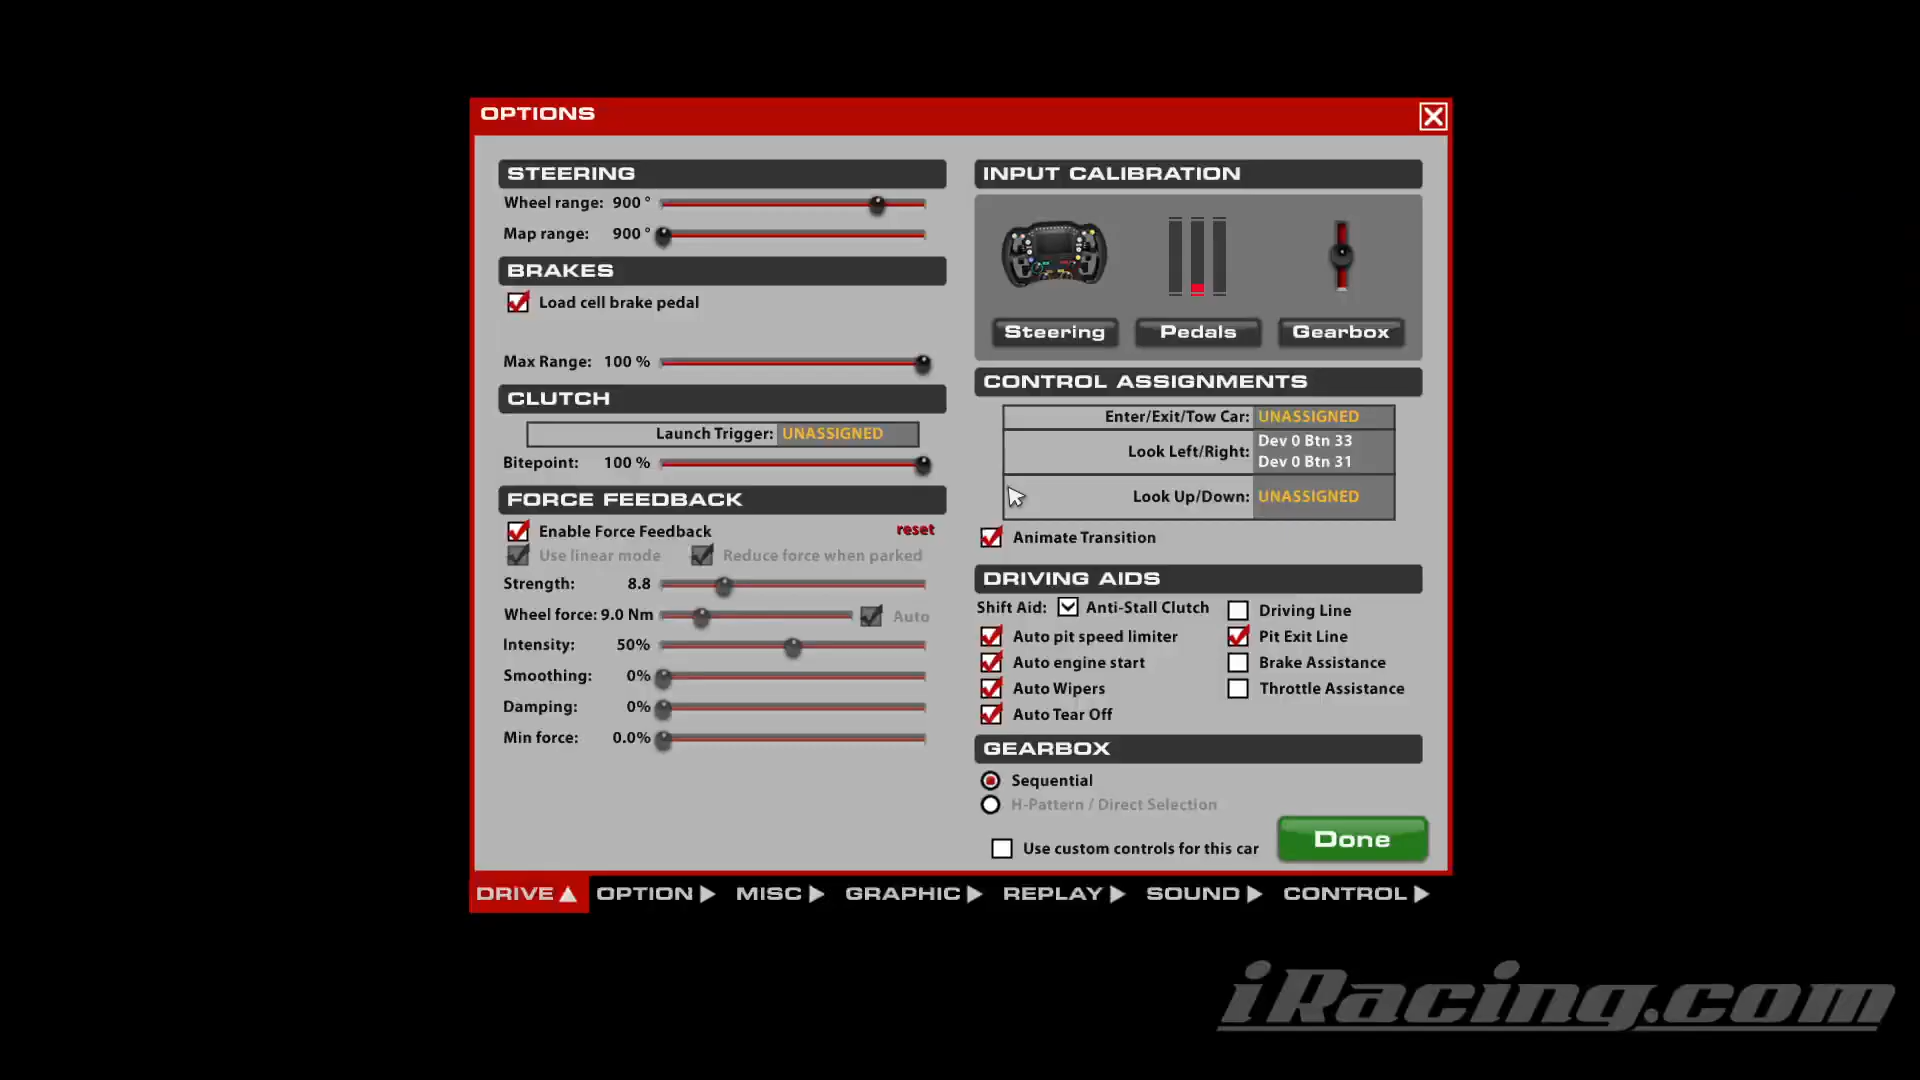 OPTIONS
STEERING
Wheel range: 900 °
Map range: 900 °
BRAKES
Load cell brake pedal
Max Range: 100 %
CLUTCH
Launch Trigger: UNASSIGNED
Bitepoint: 100 %
FORCE FEEDBACK
Enable Force Feedback reset
Use linear mode Reduce force when parked
Strength: 8.8
Wheel force: 9.0 Nm Auto
Intensity: 50%
Smoothing: 0%
Damping: 0%
Min force: 0.0%
INPUT CALIBRATION
Steering Pedals Gearbox
CONTROL ASSIGNMENTS
Enter/Exit/Tow Car: UNASSIGNED
Look Left/Right: Dev 0 Btn 33
Dev 0 Btn 31
Look Up/Down: UNASSIGNED
Animate Transition
DRIVING AIDS
Shift Aid: Anti-Stall Clutch Driving Line
Auto pit speed limiter Pit Exit Line
Auto engine start Brake Assistance
Auto Wipers Throttle Assistance
Auto Tear Off
GEARBOX
Sequential
H-Pattern / Direct Selection
Use custom controls for this car Done
DRIVE OPTION MISC GRAPHIC REPLAY SOUND CONTROL
iRacing.com